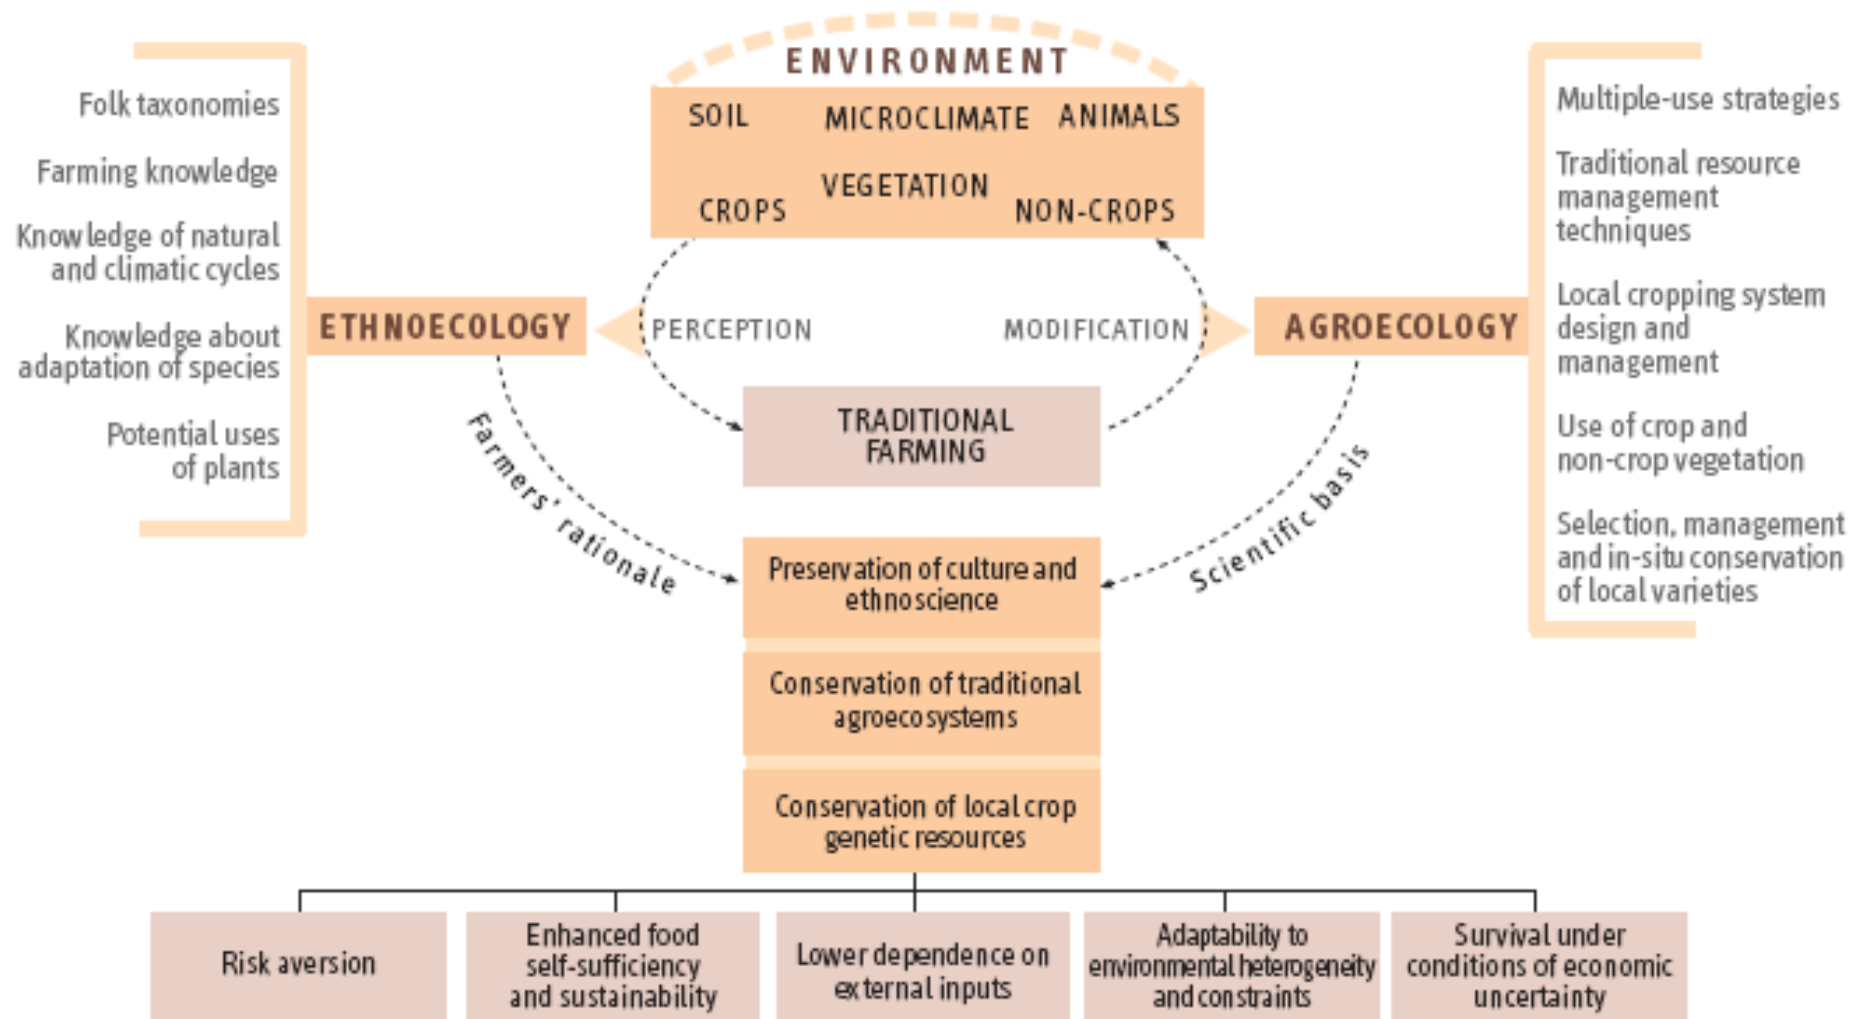 ENVIRONMENT
SOIL
MICROCLIMATE
ANIMALS
VEGETATION
CROPS
NON-CROPS
Folk taxonomies
Farming knowledge
Knowledge of natural
and climatic cycles
Knowledge about
adaptation of species
Potential uses
of plants
ETHNOECOLOGY
PERCEPTION
MODIFICATION
AGROECOLOGY
Multiple-use strategies
Traditional resource
management
techniques
Local cropping system
design and
management
Use of crop and
non-crop vegetation
Selection, management
and in-situ conservation
of local varieties
TRADITIONAL
FARMING
Farmers' rationale
Scientific basis
Preservation of culture and
ethnoscience
Conservation of traditional
agroecosystems
Conservation of local crop
genetic resources
Risk aversion
Enhanced food
self-sufficiency
and sustainability
Lower dependence on
external inputs
Adaptability to
environmental heterogeneity
and constraints
Survival under
conditions of economic
uncertainty